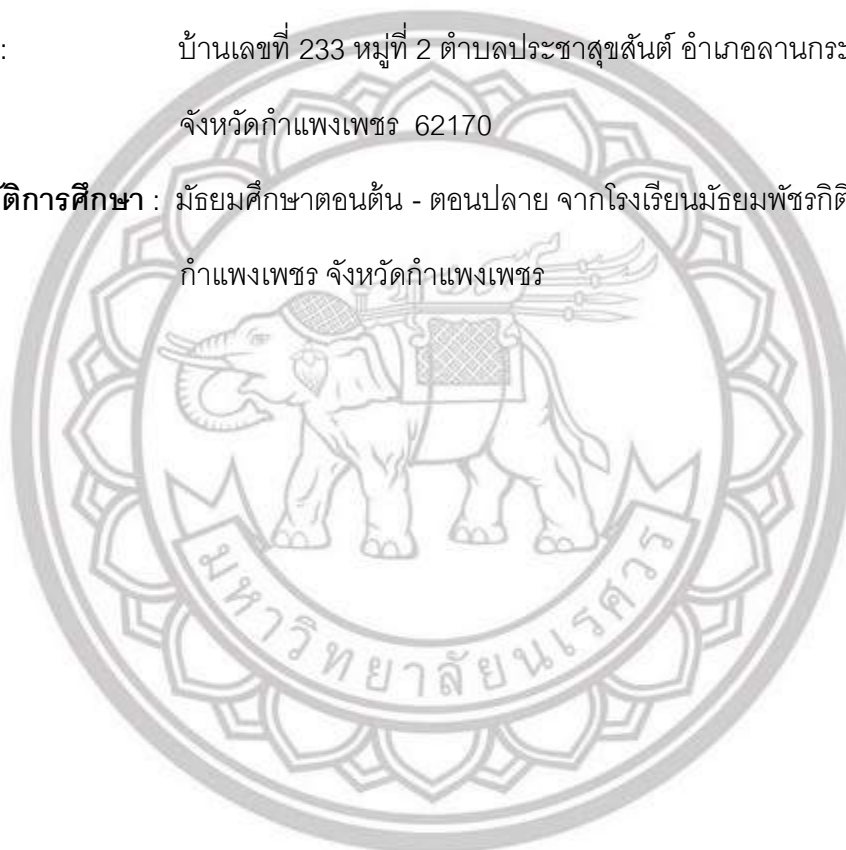 : บ้านเลขที่ 233 หมู่ที่ 2 ตำบลประชาสุขสันต์ อำเภอลานกระ
จังหวัดกำแพงเพชร 62170
ติการศึกษา : มัธยมศึกษาตอนต้น - ตอนปลาย จากโรงเรียนมัธยมพัชรกิติ
กำแพงเพชร จังหวัดกำแพงเพชร
มหาวิทยาลัยนเรศวร